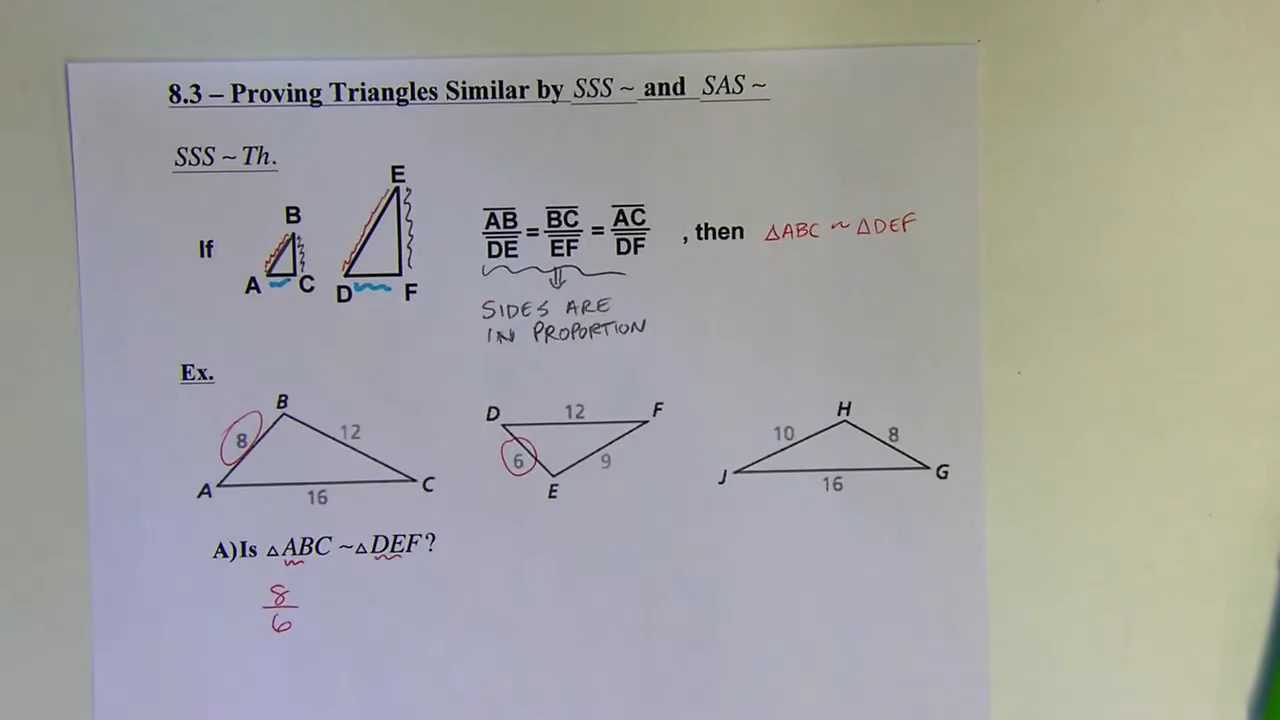 8.3 – Proving Triangles Similar by SSS ~ and SAS ~
SSS ~ Th.
If
B
A
C
E
D
F
AB/DE = BC/EF = AC/DF , then △ABC ~ △DEF
SIDES ARE
IN PROPORTION
Ex.
B
8
12
A
16
C
D
12
F
6
9
E
H
10
8
J
16
G
A)Is △ABC ~△DEF?
8
6